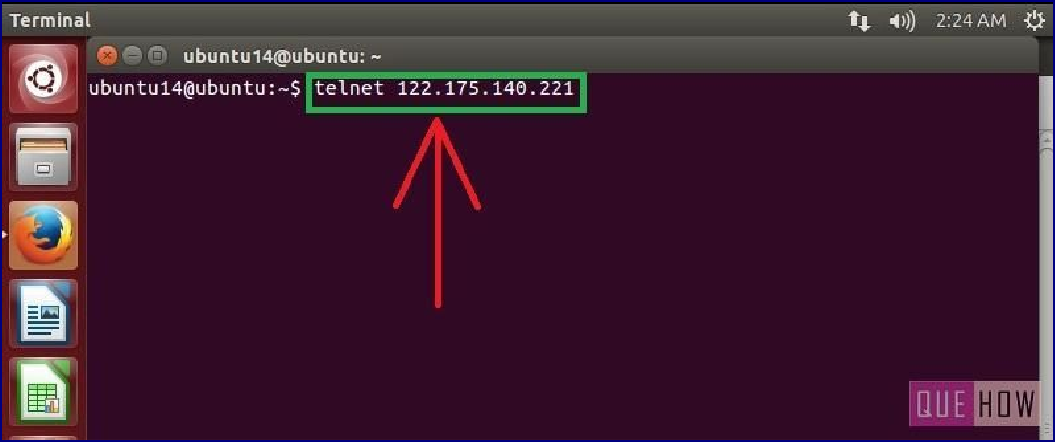 Terminal 2:24 AM
ubuntu14@ubuntu: ~
ubuntu14@ubuntu:~$ telnet 122.175.140.221
QUE HOW